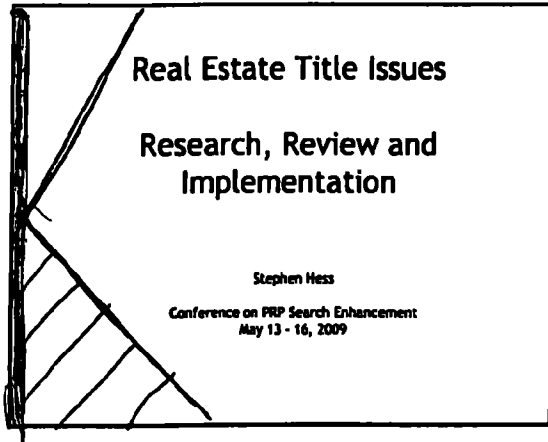 Real Estate Title Issues
Research, Review and
Implementation
Stephen Hess
Conference on PRP Search Enhancement
May 13 - 16, 2009